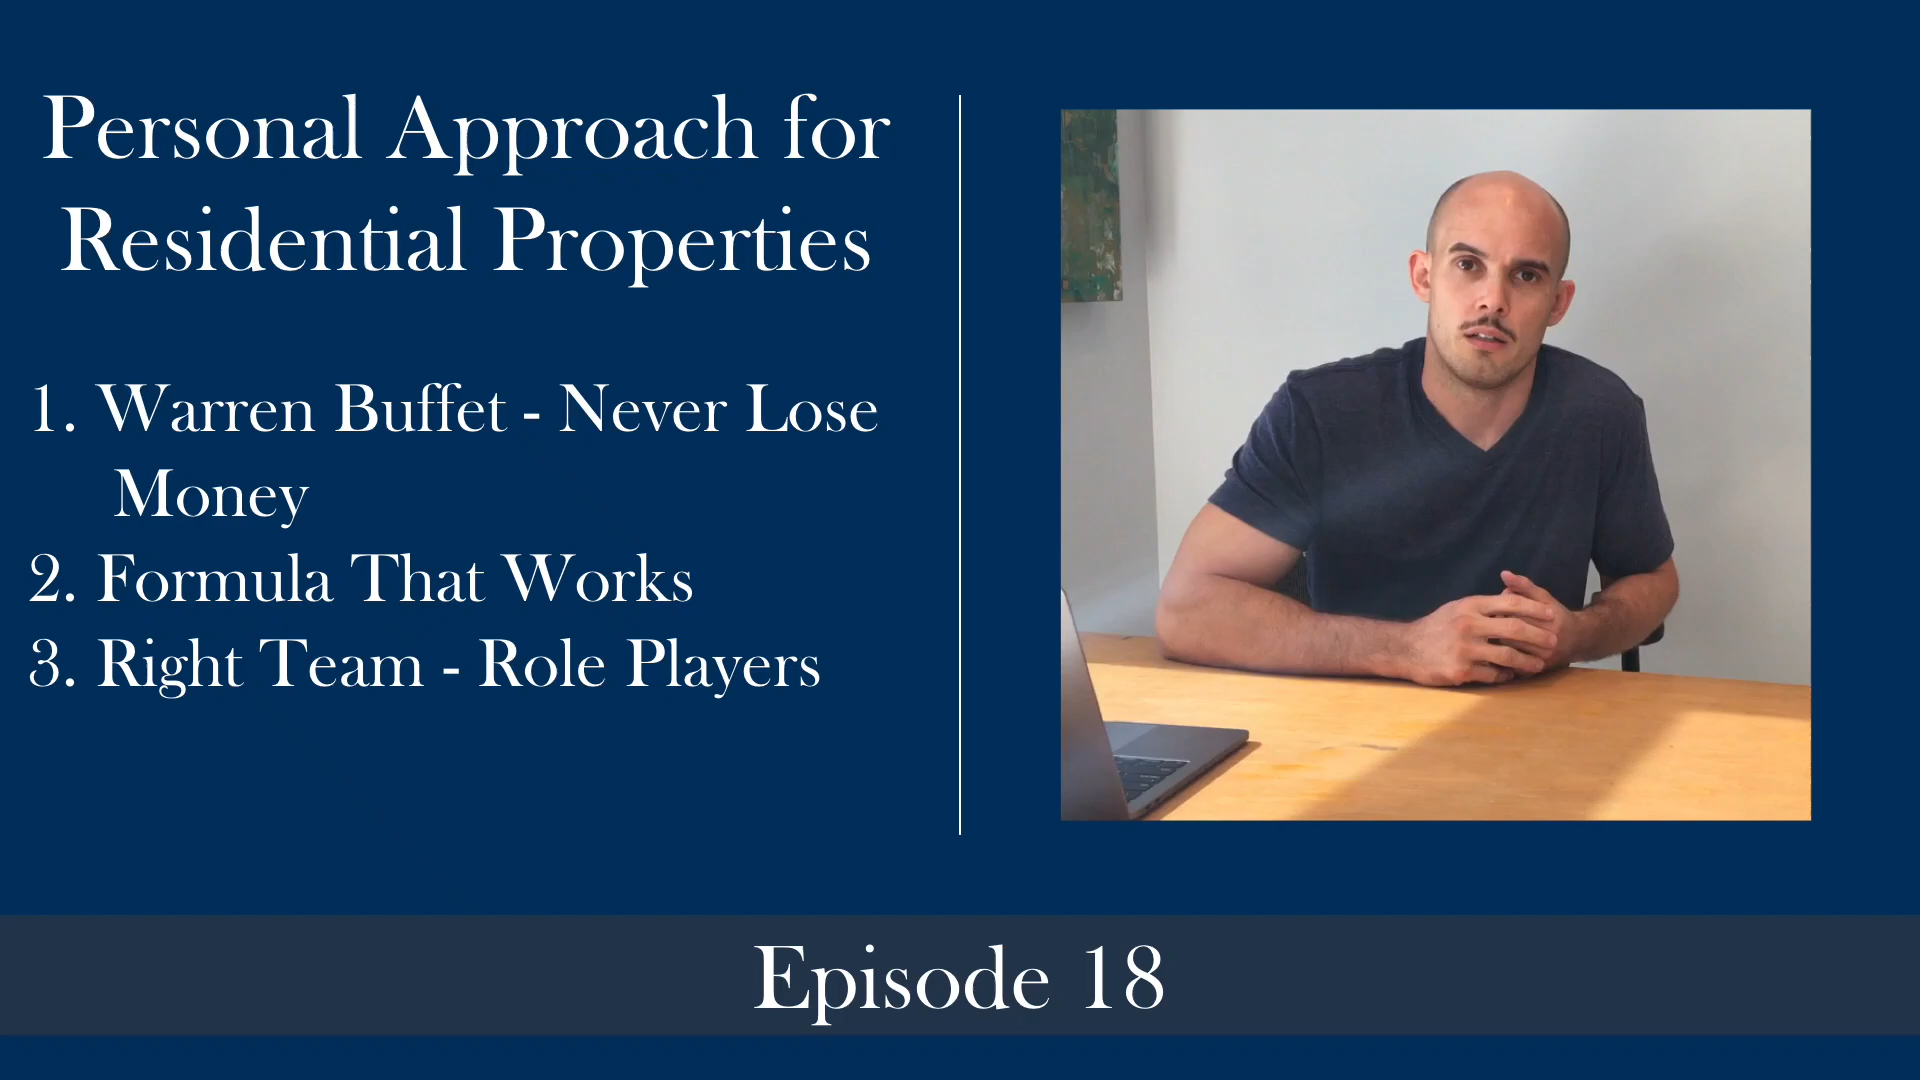 Personal Approach for
Residential Properties
1. Warren Buffet - Never Lose
Money
2. Formula That Works
3. Right Team - Role Players
Episode 18